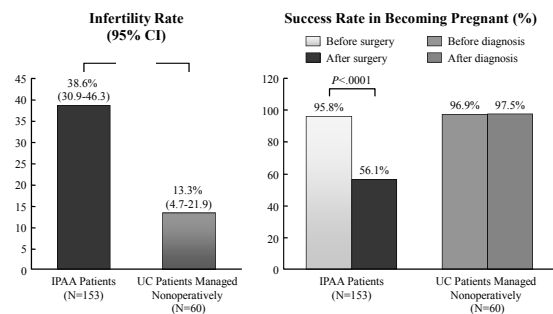 Infertility Rate
(95% CI)
45
40
35
30
25
20
15
10
5
0
38.6%
(30.9-46.3)
13.3%
(4.7-21.9)
IPAA Patients
(N=153)
UC Patients Managed
Nonoperatively
(N=60)
Success Rate in Becoming Pregnant (%)
Before surgery
After surgery
Before diagnosis
After diagnosis
120
100
80
60
40
20
0
P<.0001
95.8%
56.1%
96.9%
97.5%
IPAA Patients
(N=153)
UC Patients Managed
Nonoperatively
(N=60)